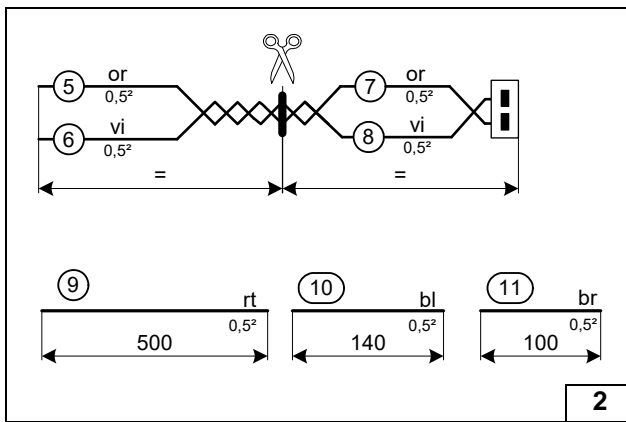 5 or 7 or
0,5² 0,5²
6 vi 8 vi
0,5² 0,5²
= =
9 rt 10 bl 11 br
0,5² 0,5² 0,5²
500 140 100
2